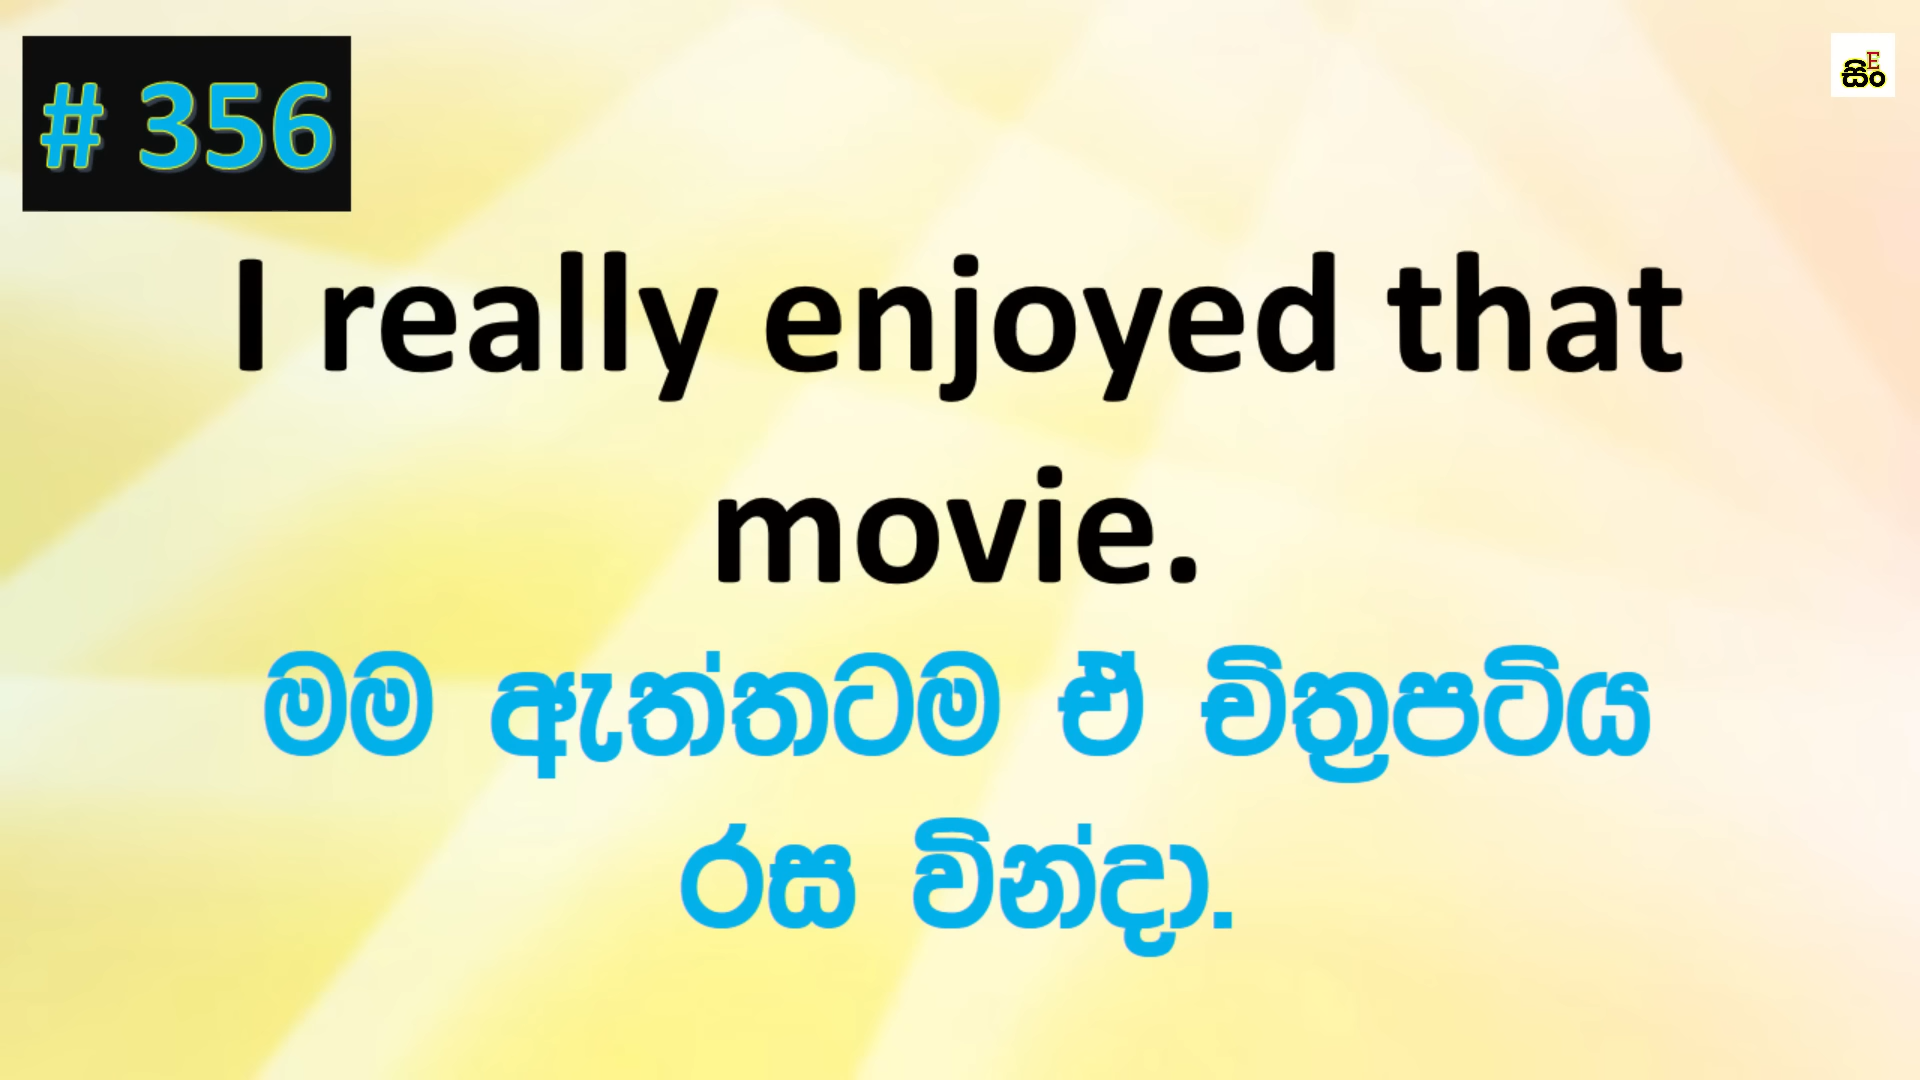 # 356
සිංE
I really enjoyed that
movie.
මම ඇත්තටම ඒ චිත්‍රපටිය
රස වින්දා.